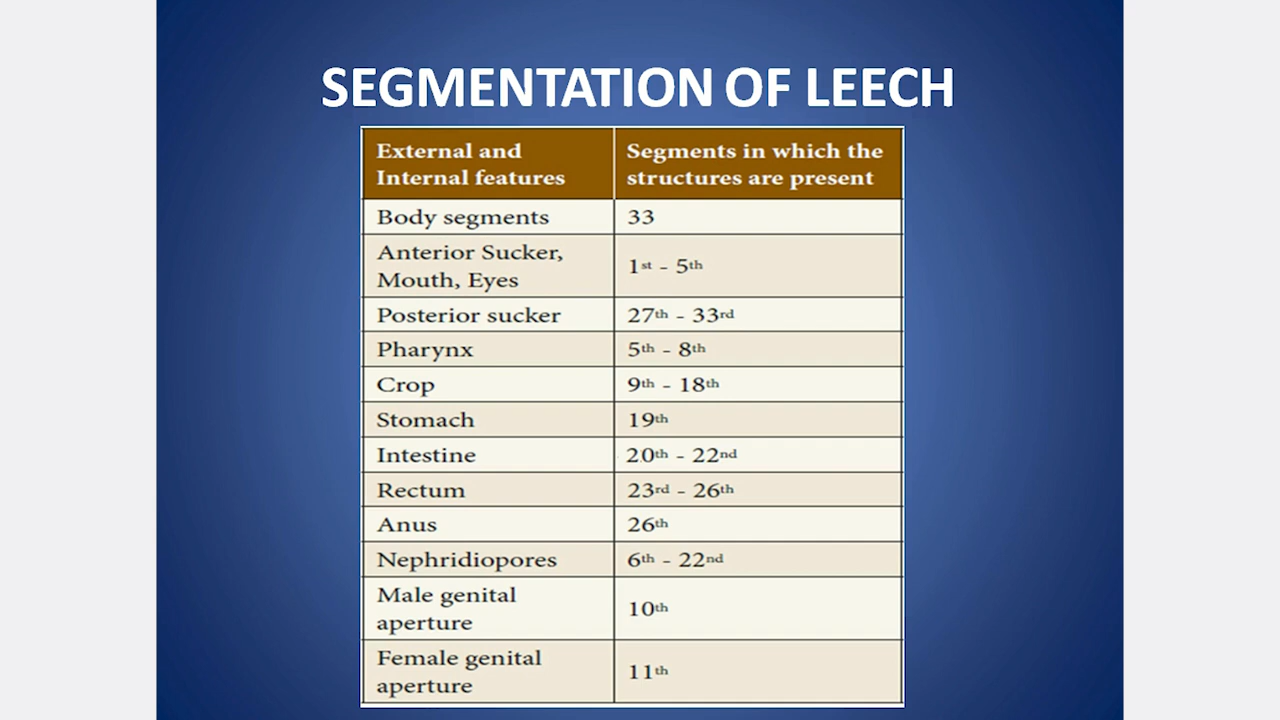 SEGMENTATION OF LEECH
External and Internal features | Segments in which the structures are present
Body segments | 33
Anterior Sucker, Mouth, Eyes | 1st - 5th
Posterior sucker | 27th - 33rd
Pharynx | 5th - 8th
Crop | 9th - 18th
Stomach | 19th
Intestine | 20th - 22nd
Rectum | 23rd - 26th
Anus | 26th
Nephridiopores | 6th - 22nd
Male genital aperture | 10th
Female genital aperture | 11th